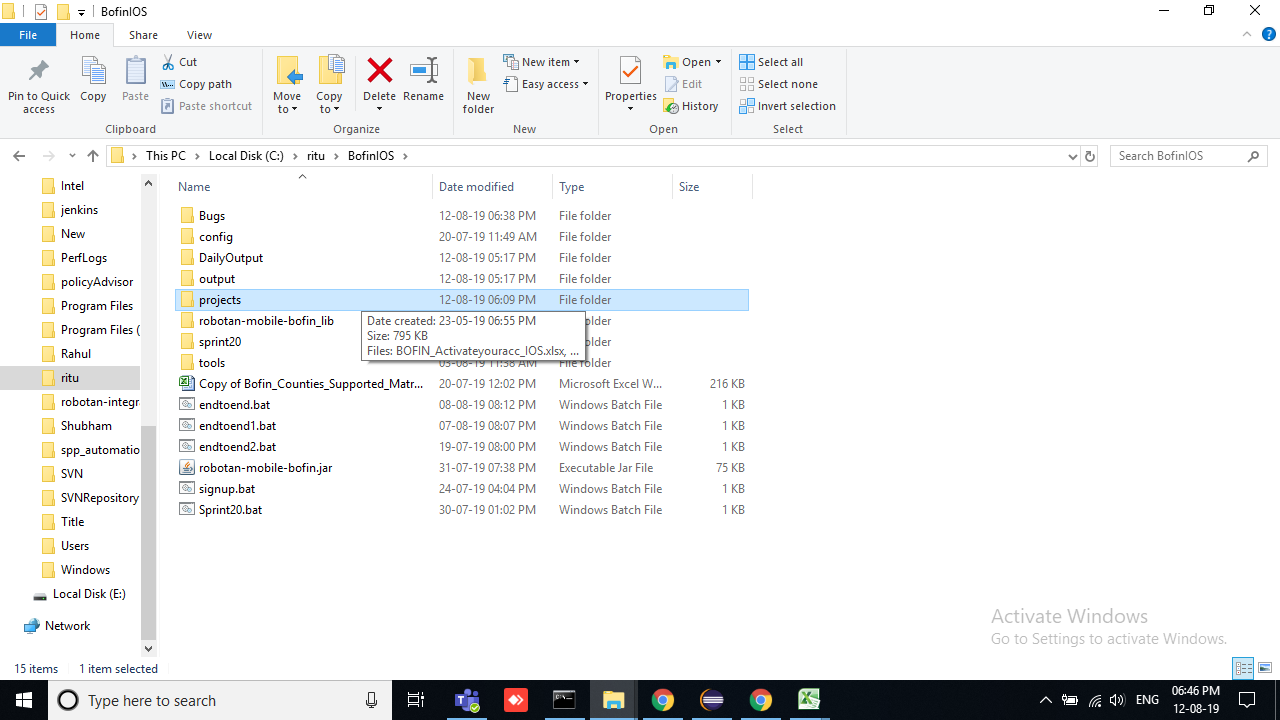 BofinIOS
File Home Share View
Pin to Quick access
Copy
Paste
Cut
Copy path
Paste shortcut
Clipboard
Move to
Copy to
Delete
Rename
Organize
New folder
New item
Easy access
New
Properties
Open
Edit
History
Open
Select all
Select none
Invert selection
Select
This PC > Local Disk (C:) > ritu > BofinIOS >
Search BofinIOS
Intel
jenkins
New
PerfLogs
policyAdvisor
Program Files
Program Files (
Rahul
ritu
robotan-integr
Shubham
spp_automatio
SVN
SVNRepository
Title
Users
Windows
Local Disk (E:)
Network
Name Date modified Type Size
Bugs 12-08-19 06:38 PM File folder
config 20-07-19 11:49 AM File folder
DailyOutput 12-08-19 05:17 PM File folder
output 12-08-19 05:17 PM File folder
projects 12-08-19 06:09 PM File folder
robotan-mobile-bofin_lib
sprint20
tools 03-08-19 11:38 AM File folder
Date created: 23-05-19 06:55 PM
Size: 795 KB
Files: BOFIN_Activateyouracc_IOS.xlsx, ...
Copy of Bofin_Counties_Supported_Matr... 20-07-19 12:02 PM Microsoft Excel W... 216 KB
endtoend.bat 08-08-19 08:12 PM Windows Batch File 1 KB
endtoend1.bat 07-08-19 08:07 PM Windows Batch File 1 KB
endtoend2.bat 19-07-19 08:00 PM Windows Batch File 1 KB
robotan-mobile-bofin.jar 31-07-19 07:38 PM Executable Jar File 75 KB
signup.bat 24-07-19 04:04 PM Windows Batch File 1 KB
Sprint20.bat 30-07-19 01:02 PM Windows Batch File 1 KB
Activate Windows
Go to Settings to activate Windows.
15 items 1 item selected
Type here to search
ENG
06:46 PM
12-08-19